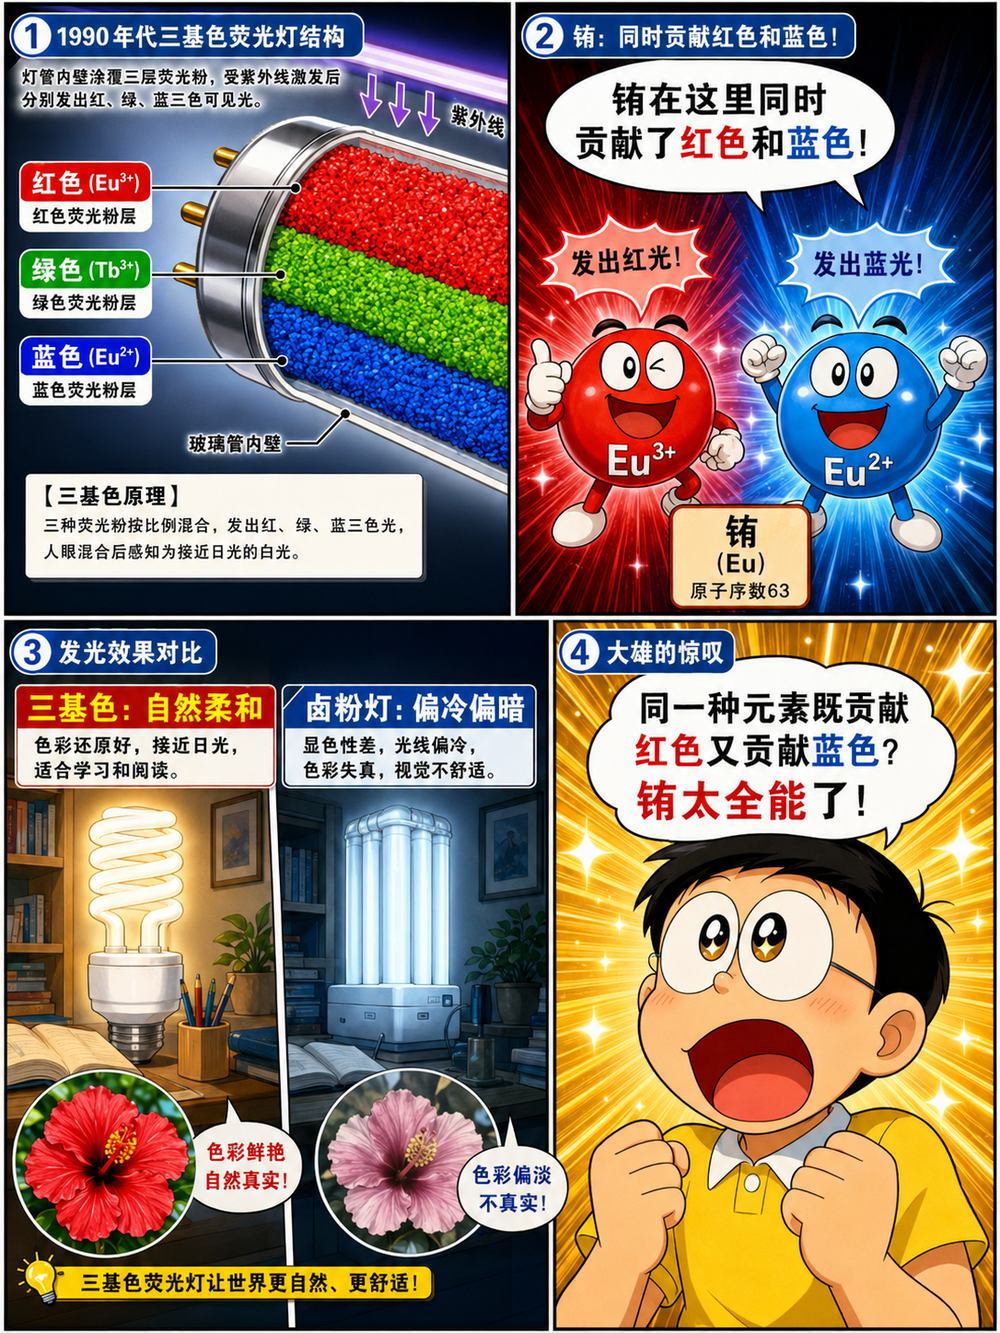 1 1990年代三基色荧光灯结构
灯管内壁涂覆三层荧光粉，受紫外线激发后
分别发出红、绿、蓝三色可见光。
紫外线
红色 (Eu³⁺)
红色荧光粉层
绿色 (Tb³⁺)
绿色荧光粉层
蓝色 (Eu²⁺)
蓝色荧光粉层
玻璃管内壁
【三基色原理】
三种荧光粉按比例混合，发出红、绿、蓝三色光，
人眼混合后感知为接近日光的白光。
2 铕：同时贡献红色和蓝色！
铕在这里同时
贡献了红色和蓝色！
发出红光！
发出蓝光！
Eu³⁺
Eu²⁺
铕
(Eu)
原子序数63
3 发光效果对比
三基色：自然柔和
色彩还原好，接近日光，
适合学习和阅读。
卤粉灯：偏冷偏暗
显色性差，光线偏冷，
色彩失真，视觉不舒适。
色彩鲜艳
自然真实！
色彩偏淡
不真实！
三基色荧光灯让世界更自然、更舒适！
4 大雄的惊叹
同一种元素既贡献
红色又贡献蓝色？
铕太全能了！